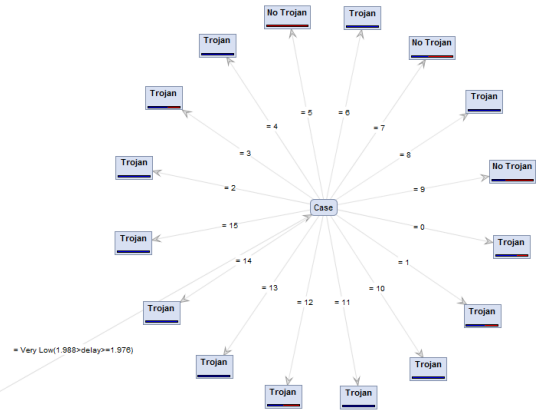 No Trojan
Trojan
Trojan
No Trojan
Trojan
Trojan
= 5
= 6
= 4
= 7
= 3
= 8
Trojan
No Trojan
= 2
= 9
Case
= 15
= 0
Trojan
Trojan
= 14
= 1
= 13
= 10
= 12
= 11
Trojan
Trojan
= Very Low(1.988>delay>=1.976)
Trojan
Trojan
Trojan
Trojan